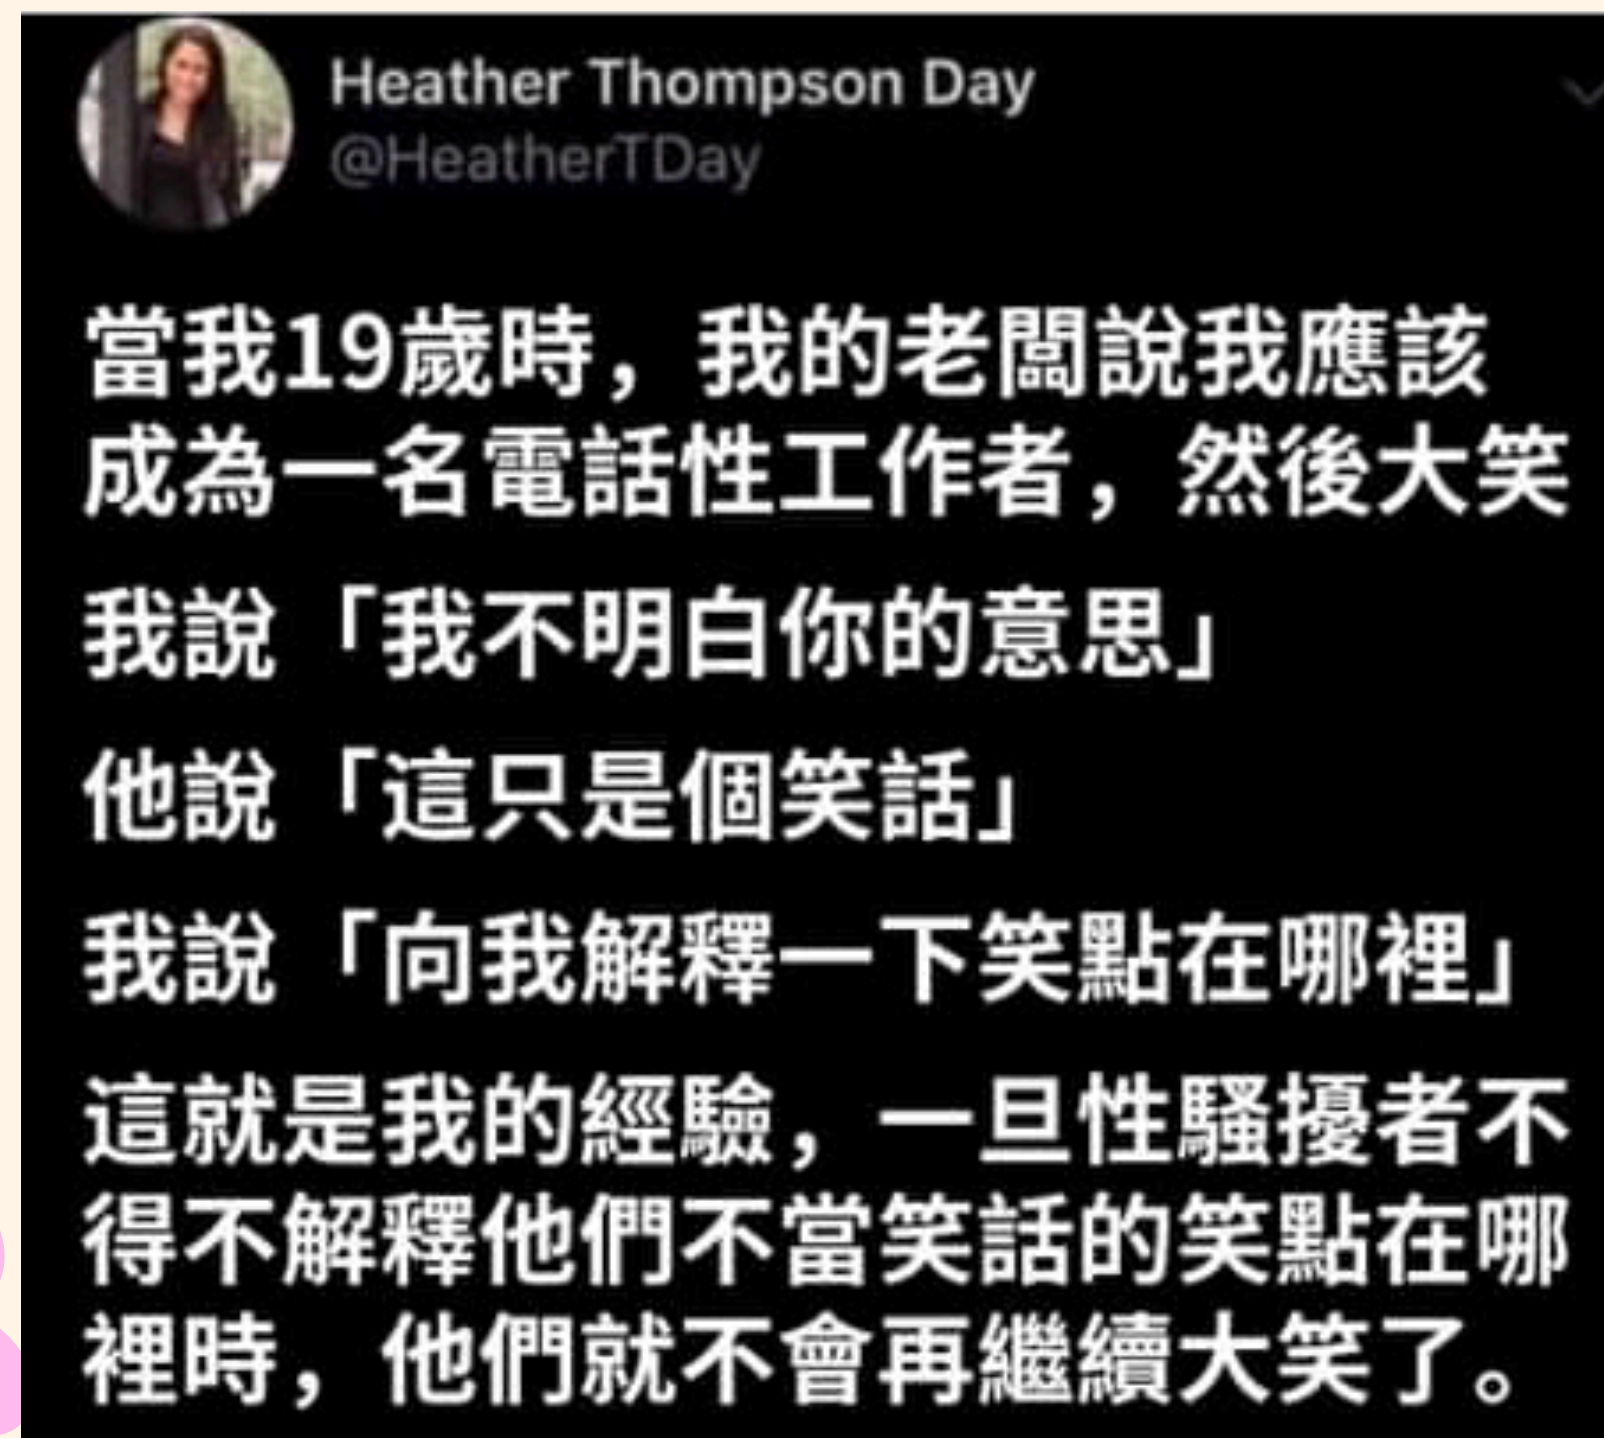 Heather Thompson Day
@HeatherTDay
當我19歲時，我的老闆說我應該
成為一名電話性工作者，然後大笑
我說「我不明白你的意思」
他說「這只是個笑話」
我說「向我解釋一下笑點在哪裡」
這就是我的經驗，一旦性騷擾者不
得不解釋他們不當笑話的笑點在哪
裡時，他們就不會再繼續大笑了。